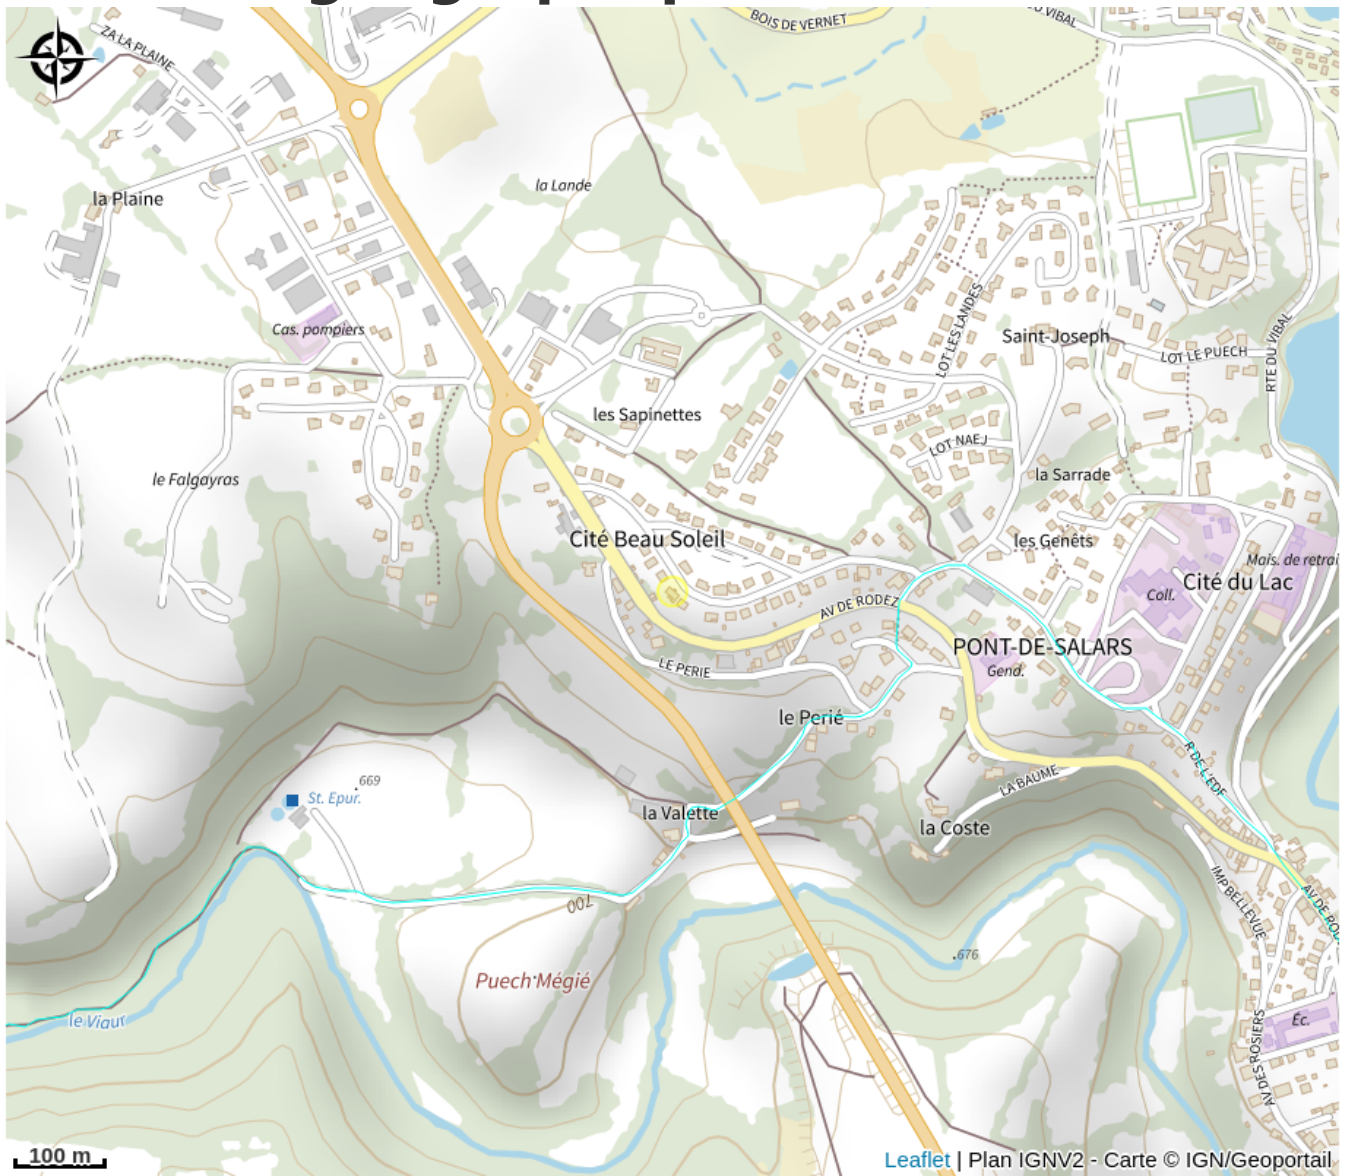 BOIS DE VERNET
DU VIBAL
ZA LA PLAINE
la Lande
la Plaine
Cas. pompiers
LOT LES LANDES
Saint-Joseph
LOT LE PUECH
RTE DU VIBAL
les Sapinettes
LOT NAEJ
le Falgayras
la Sarrade
Cité Beau Soleil
les Genêts
Mais. de retrai
Cité du Lac
Coll.
AV DE RODEZ
PONT-DE-SALARS
Gend.
LE PERIE
le Perié
R DE L'EDF
669
St. Epur.
LA BAUME
la Valette
la Coste
IMP BELLEVUE
AV DE ROD
700
676
Puech Mégié
le Viaur
Éc.
AV DES ROSIERS
100 m
Leaflet | Plan IGNV2 - Carte © IGN/Geoportail